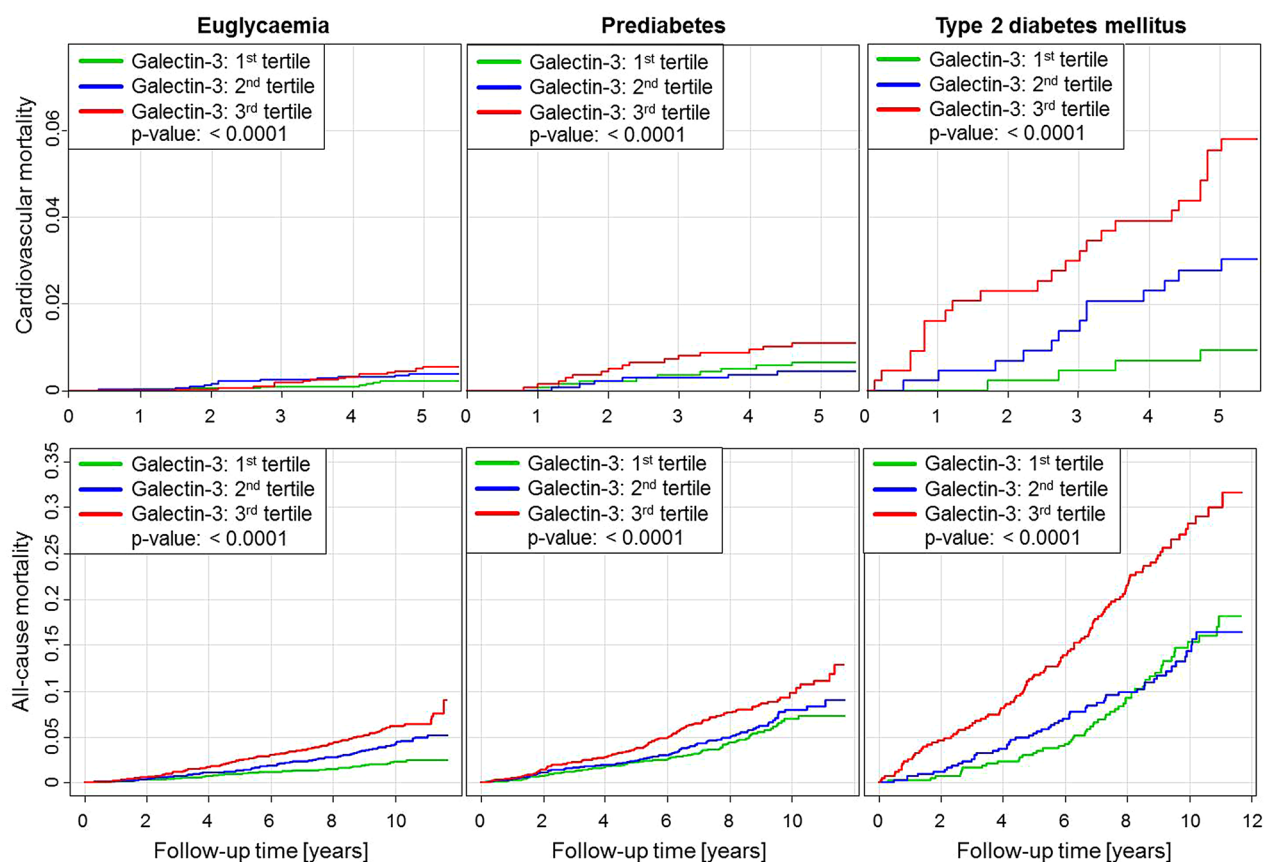 Euglycaemia
Prediabetes
Type 2 diabetes mellitus
Cardiovascular mortality
0
0.02
0.04
0.06
Galectin-3: 1st tertile
Galectin-3: 2nd tertile
Galectin-3: 3rd tertile
p-value: < 0.0001
0 1 2 3 4 5
Galectin-3: 1st tertile
Galectin-3: 2nd tertile
Galectin-3: 3rd tertile
p-value: < 0.0001
0 1 2 3 4 5
Galectin-3: 1st tertile
Galectin-3: 2nd tertile
Galectin-3: 3rd tertile
p-value: < 0.0001
0 1 2 3 4 5
All-cause mortality
0
0.05
0.1
0.15
0.2
0.25
0.3
0.35
Galectin-3: 1st tertile
Galectin-3: 2nd tertile
Galectin-3: 3rd tertile
p-value: < 0.0001
0 2 4 6 8 10
Follow-up time [years]
Galectin-3: 1st tertile
Galectin-3: 2nd tertile
Galectin-3: 3rd tertile
p-value: < 0.0001
0 2 4 6 8 10
Follow-up time [years]
Galectin-3: 1st tertile
Galectin-3: 2nd tertile
Galectin-3: 3rd tertile
p-value: < 0.0001
0 2 4 6 8 10 12
Follow-up time [years]